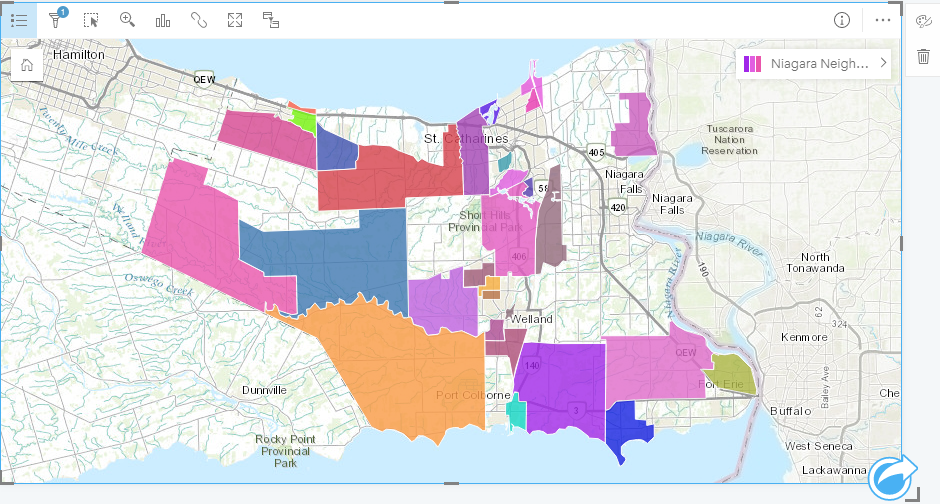 1
Hamilton
QEW
Niagara Neigh...
Twenty Mile Creek
St. Catharines
405
Tuscarora
Nation
Reservation
Niagara
Falls
58
420
Niagara
Falls
Welland River
Short Hills
Provincial Park
406
Niagara River
190
North
Tonawanda
Oswego Creek
Niagara River
Welland
62
324
Kenmore
QEW
140
Dunnville
Port Colborne
Fort Erie
Bailey Ave
Che
3
Buffalo
Rocky Point
Provincial
Park
West Seneca
Lackawanna